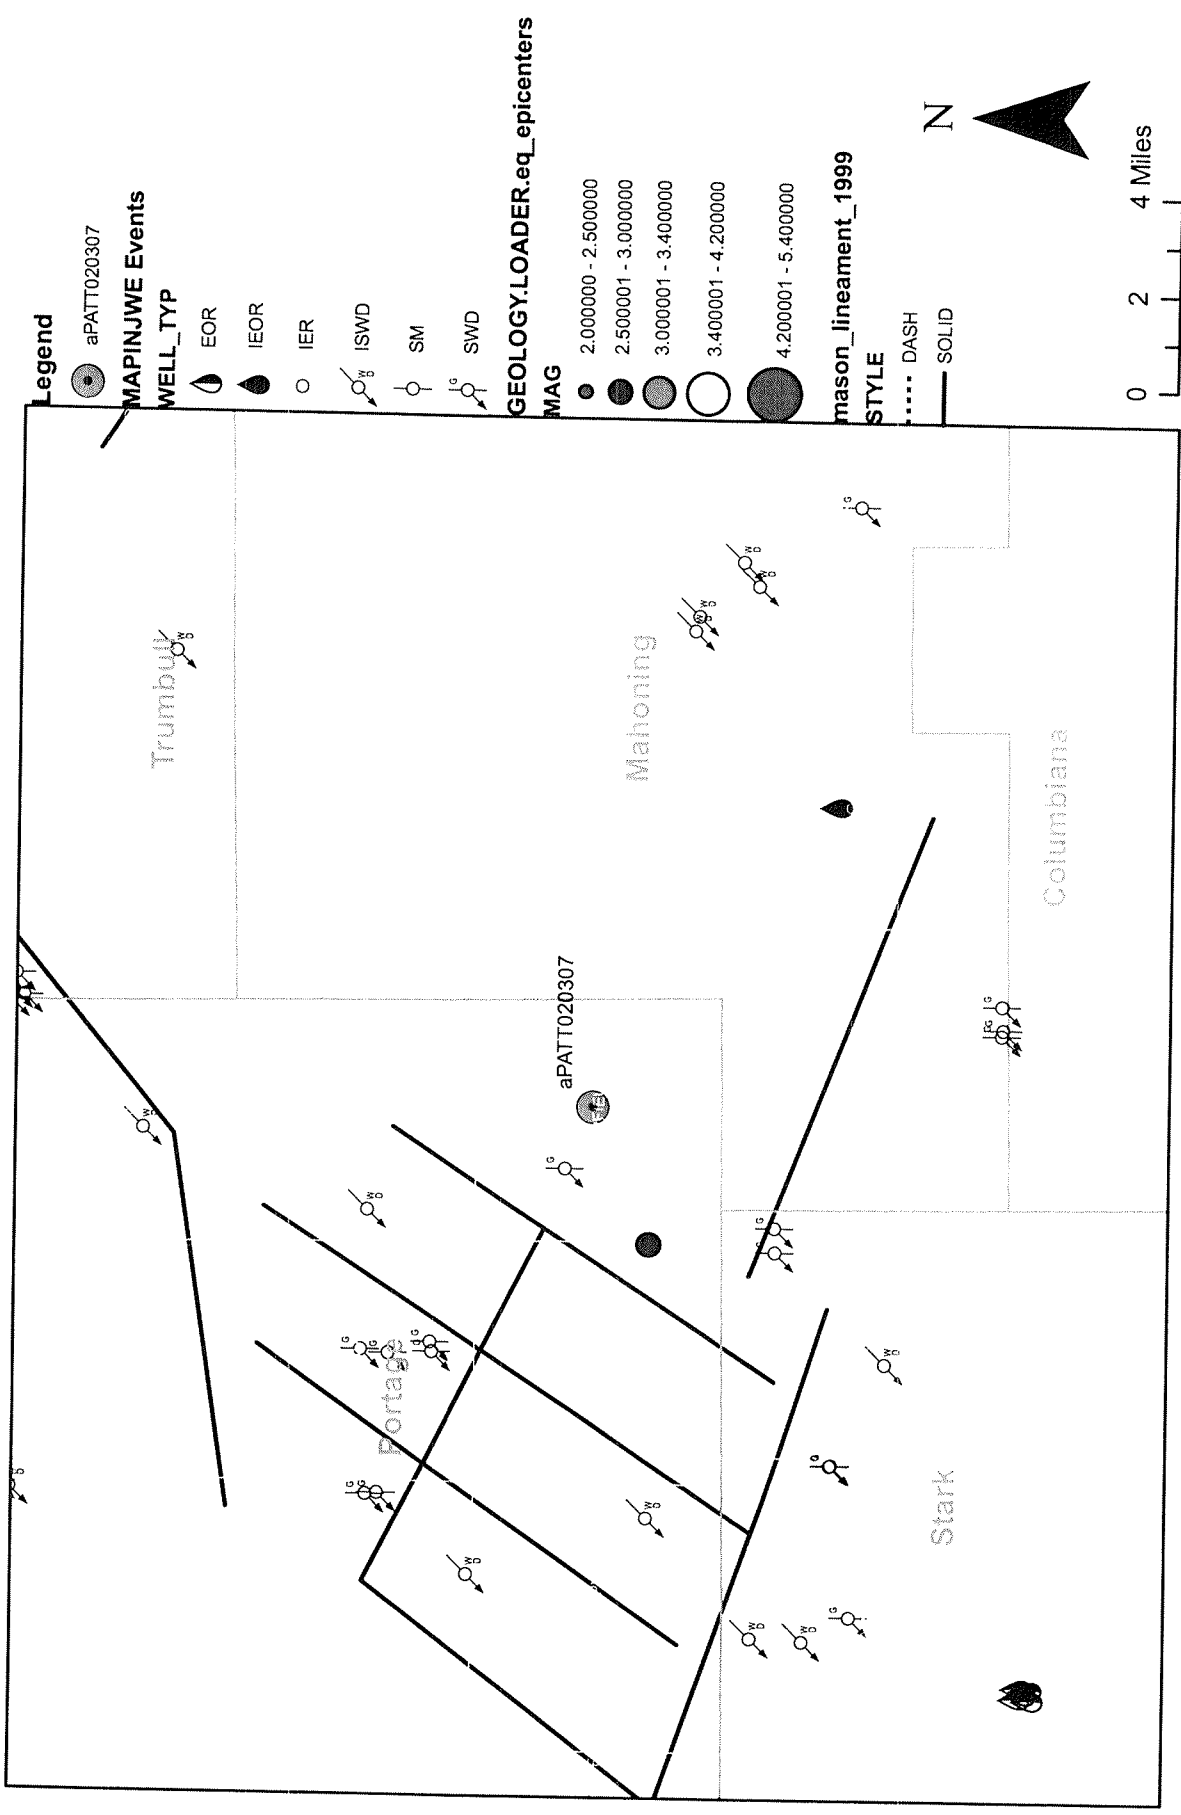 Legend
aPATT020307
MAPINJWE Events
WELL_TYP
EOR
IEOR
IER
ISWD
SM
SWD
GEOLOGY.LOADER.eq_epicenters
MAG
2.000000 - 2.500000
2.500001 - 3.000000
3.000001 - 3.400000
3.400001 - 4.200000
4.200001 - 5.400000
mason_lineament_1999
STYLE
DASH
SOLID
N
0 2 4 Miles
Trumbull
Mahoning
Columbiana
aPATT020307
Portage
Stark